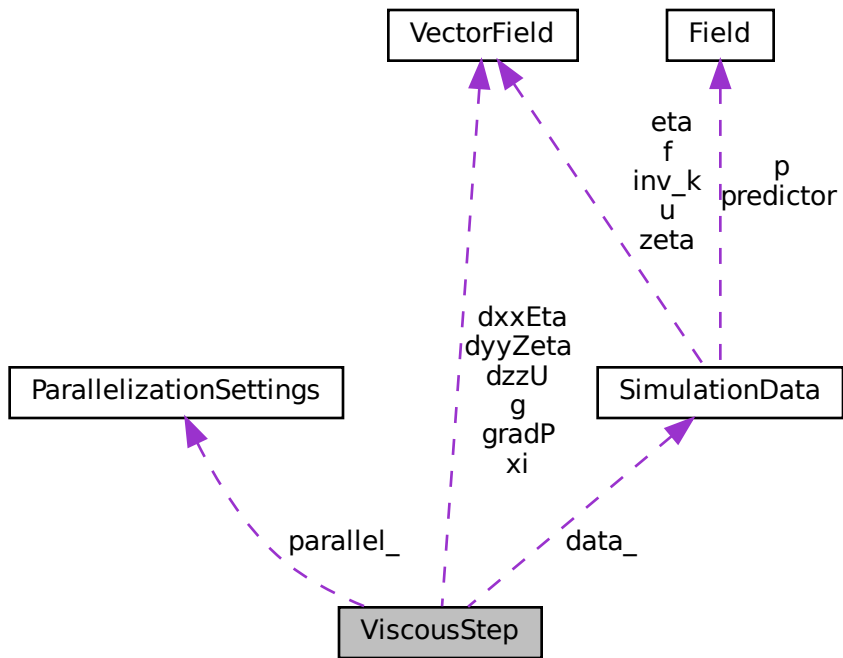 VectorField
Field
eta
f
inv_k
u
zeta
p
predictor
dxxEta
dyyZeta
dzzU
g
gradP
xi
ParallelizationSettings
SimulationData
parallel_
data_
ViscousStep